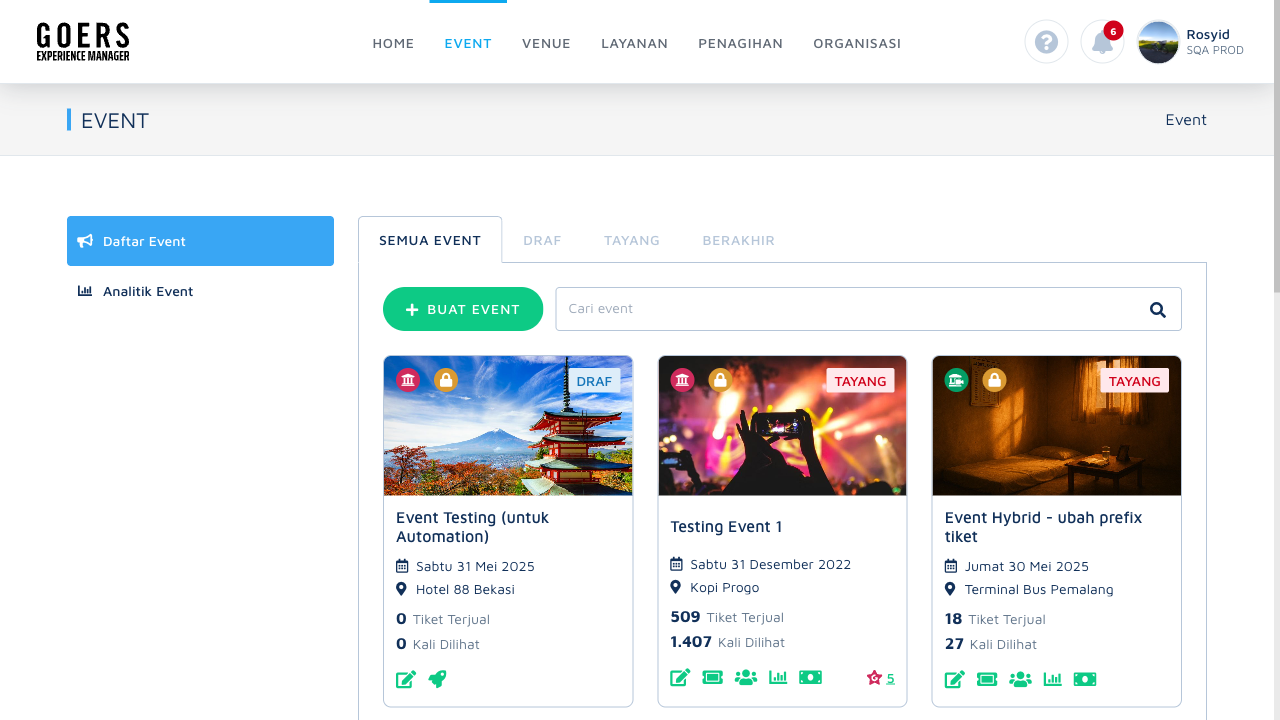 GOERS
EXPERIENCE MANAGER
HOME
EVENT
VENUE
LAYANAN
PENAGIHAN
ORGANISASI
6
Rosyid
SQA PROD
EVENT
Event
Daftar Event
Analitik Event
SEMUA EVENT
DRAF
TAYANG
BERAKHIR
BUAT EVENT
Cari event
DRAF
Event Testing (untuk
Automation)
Sabtu 31 Mei 2025
Hotel 88 Bekasi
0 Tiket Terjual
0 Kali Dilihat
TAYANG
Testing Event 1
Sabtu 31 Desember 2022
Kopi Progo
509 Tiket Terjual
1.407 Kali Dilihat
5
TAYANG
Event Hybrid - ubah prefix
tiket
Jumat 30 Mei 2025
Terminal Bus Pemalang
18 Tiket Terjual
27 Kali Dilihat